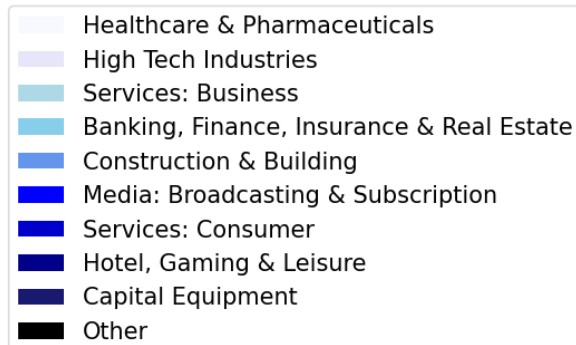 Healthcare & Pharmaceuticals
High Tech Industries
Services: Business
Banking, Finance, Insurance & Real Estate
Construction & Building
Media: Broadcasting & Subscription
Services: Consumer
Hotel, Gaming & Leisure
Capital Equipment
Other